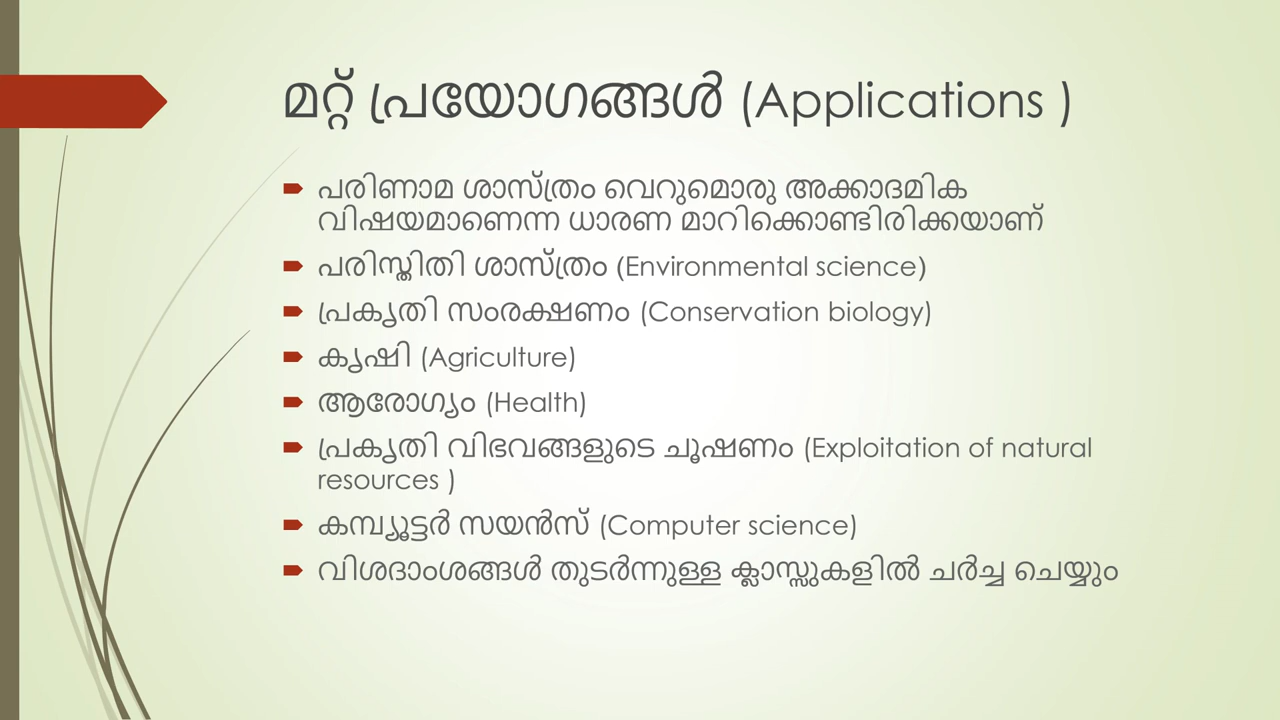 മറ്റ് പ്രയോഗങ്ങൾ (Applications )
പരിണാമ ശാസ്ത്രം വെറുമൊരു അക്കാദമിക
വിഷയമാണെന്ന ധാരണ മാറിക്കൊണ്ടിരിക്കയാണ്
പരിസ്ഥിതി ശാസ്ത്രം (Environmental science)
പ്രകൃതി സംരക്ഷണം (Conservation biology)
കൃഷി (Agriculture)
ആരോഗ്യം (Health)
പ്രകൃതി വിഭവങ്ങളുടെ ചൂഷണം (Exploitation of natural
resources )
കമ്പ്യൂട്ടർ സയൻസ് (Computer science)
വിശദാംശങ്ങൾ തുടർന്നുള്ള ക്ലാസ്സുകളിൽ ചർച്ച ചെയ്യും